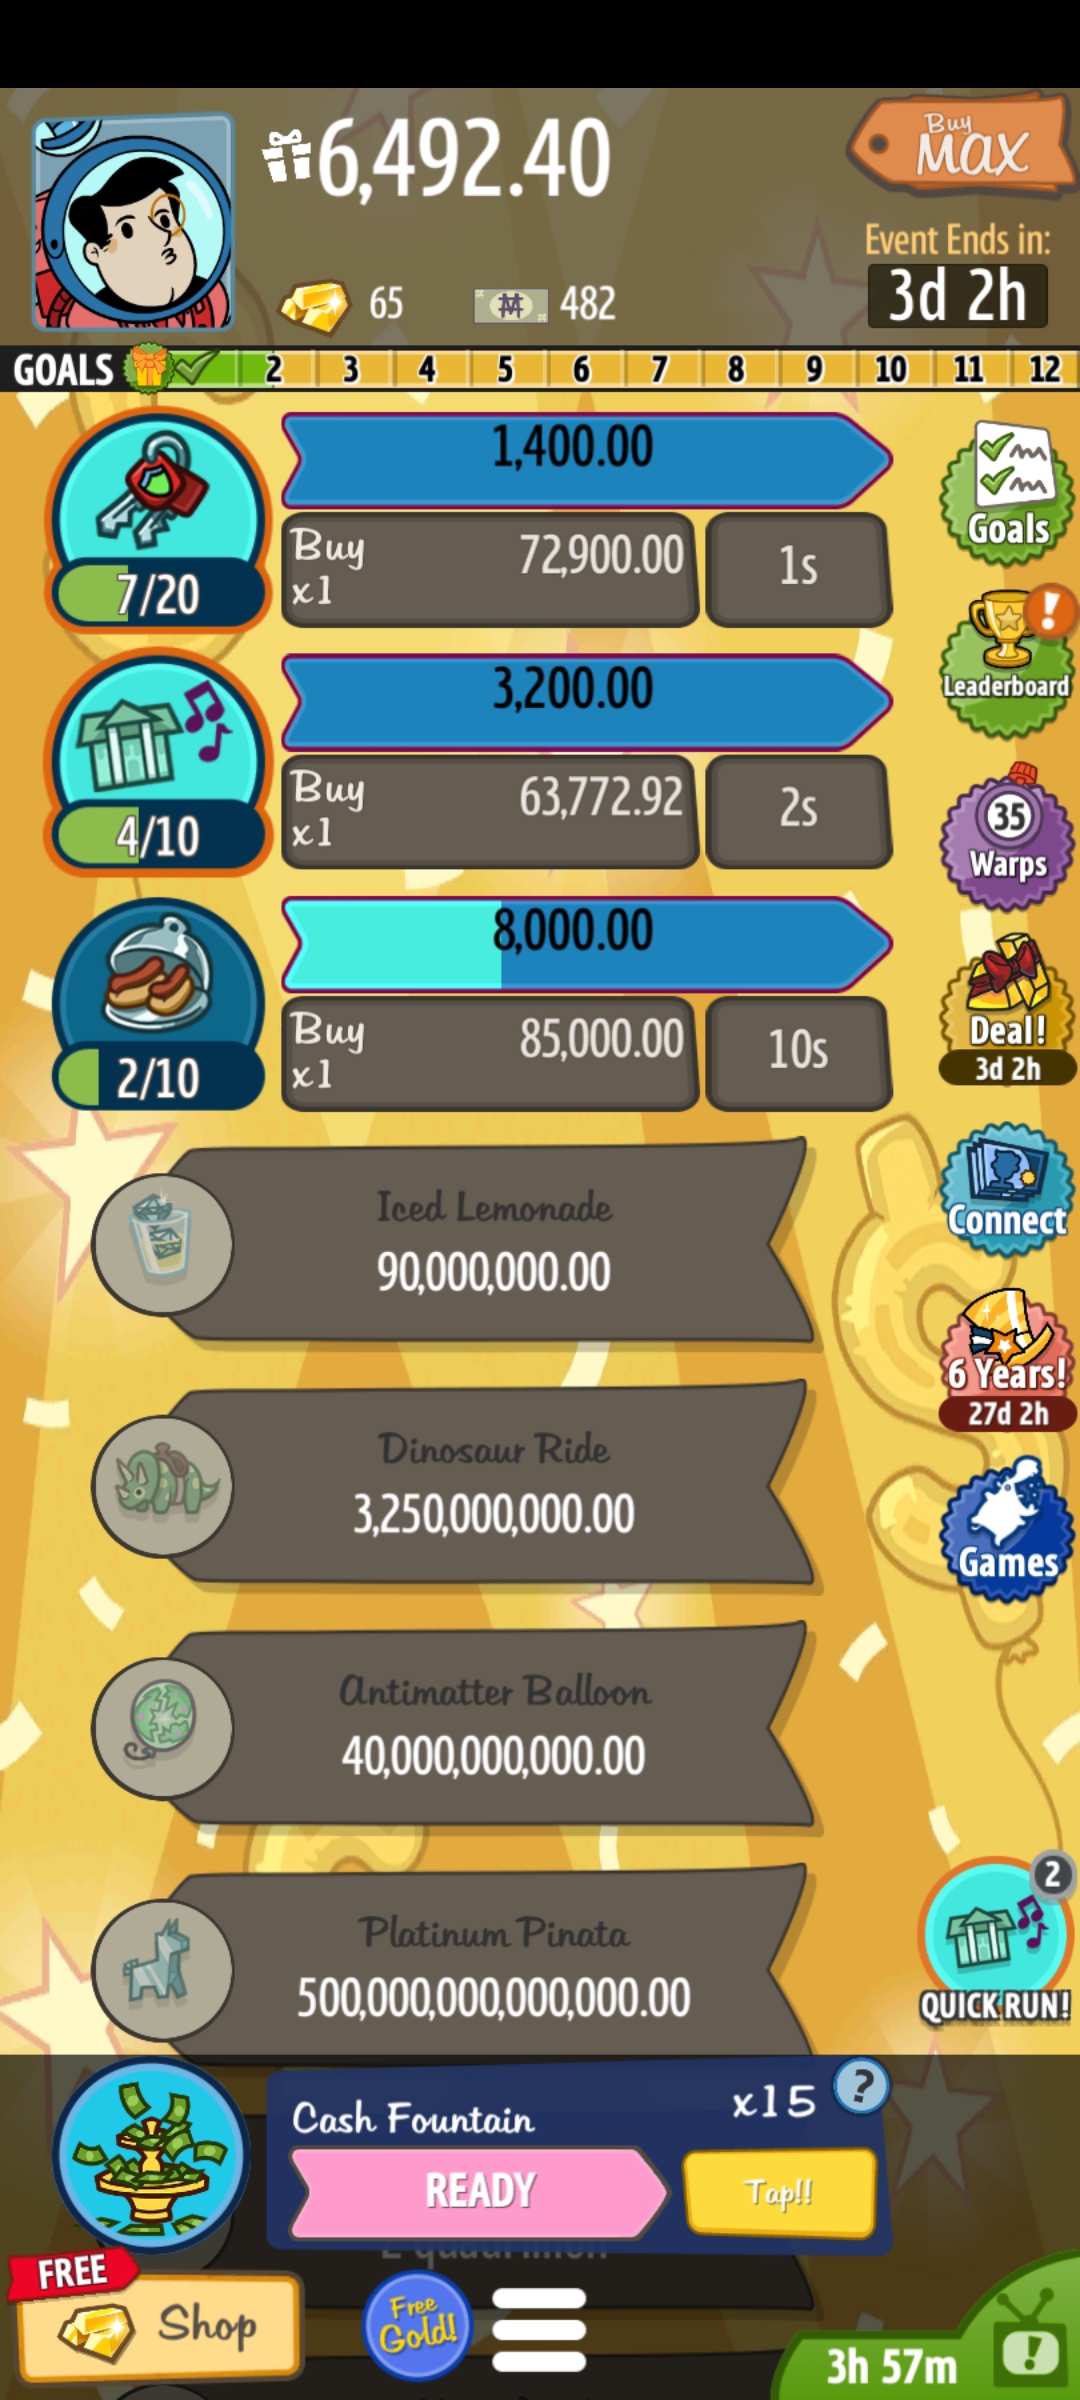 6,492.40
Buy
MAX
65
482
Event Ends in:
3d 2h
GOALS 2 3 4 5 6 7 8 9 10 11 12
1,400.00
Buy
x1
72,900.00
1s
7/20
Goals
3,200.00
Buy
x1
63,772.92
2s
4/10
!
Leaderboard
8,000.00
Buy
x1
85,000.00
10s
2/10
35
Warps
Deal!
3d 2h
Iced Lemonade
90,000,000.00
Connect
Dinosaur Ride
3,250,000,000.00
6 Years!
27d 2h
Games
Antimatter Balloon
40,000,000,000.00
Platinum Pinata
500,000,000,000,000.00
2
QUICK RUN!
Cash Fountain
x15
?
READY
Tap!!
2 quadrillion
FREE
Shop
Free
Gold!
3h 57m
!